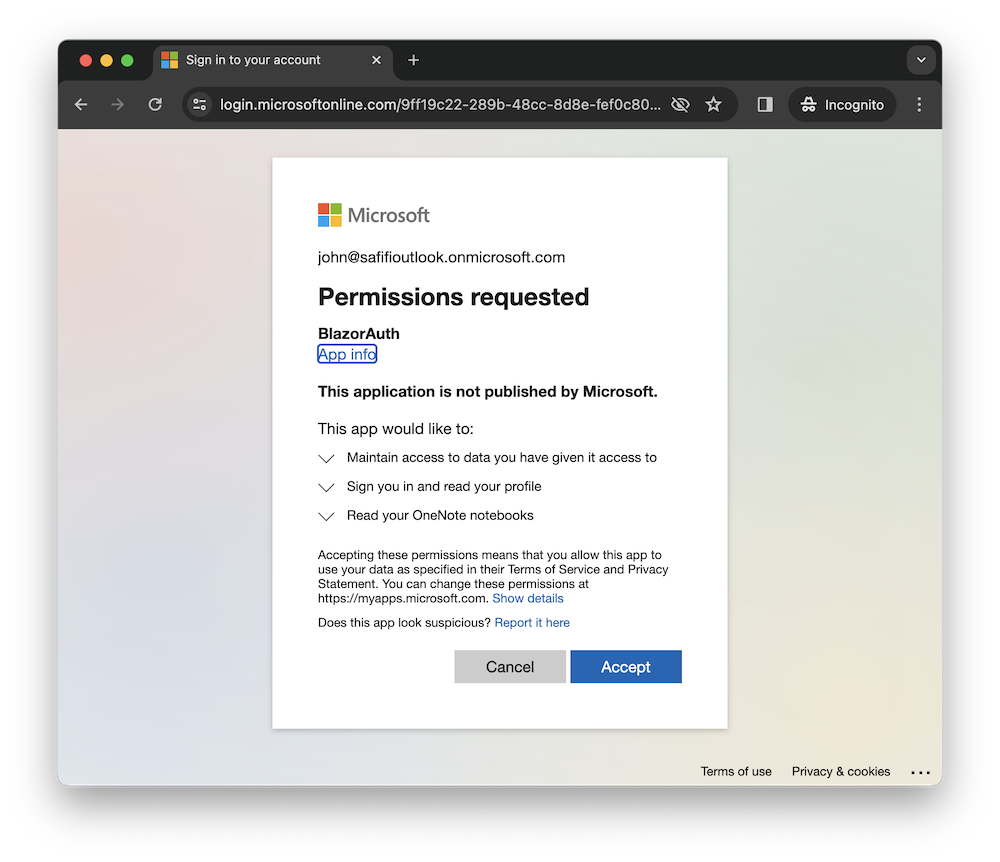 Sign in to your account
login.microsoftonline.com/9ff19c22-289b-48cc-8d8e-fef0c80...
Incognito
Microsoft
john@safifioutlook.onmicrosoft.com
Permissions requested
BlazorAuth
App info
This application is not published by Microsoft.
This app would like to:
Maintain access to data you have given it access to
Sign you in and read your profile
Read your OneNote notebooks
Accepting these permissions means that you allow this app to
use your data as specified in their Terms of Service and Privacy
Statement. You can change these permissions at
https://myapps.microsoft.com. Show details
Does this app look suspicious? Report it here
Cancel Accept
Terms of use Privacy & cookies ...